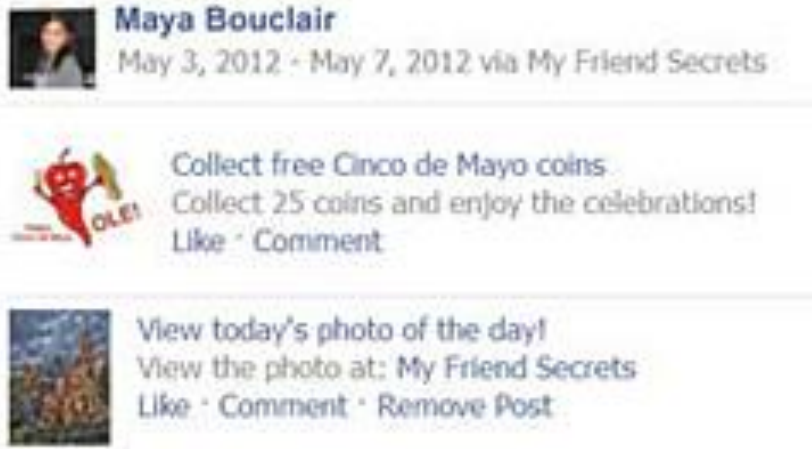 Maya Bouclair
May 3, 2012 - May 7, 2012 via My Friend Secrets
Collect free Cinco de Mayo coins
Collect 25 coins and enjoy the celebrations!
OLE!
Like · Comment
View today's photo of the day!
View the photo at: My Friend Secrets
Like · Comment · Remove Post